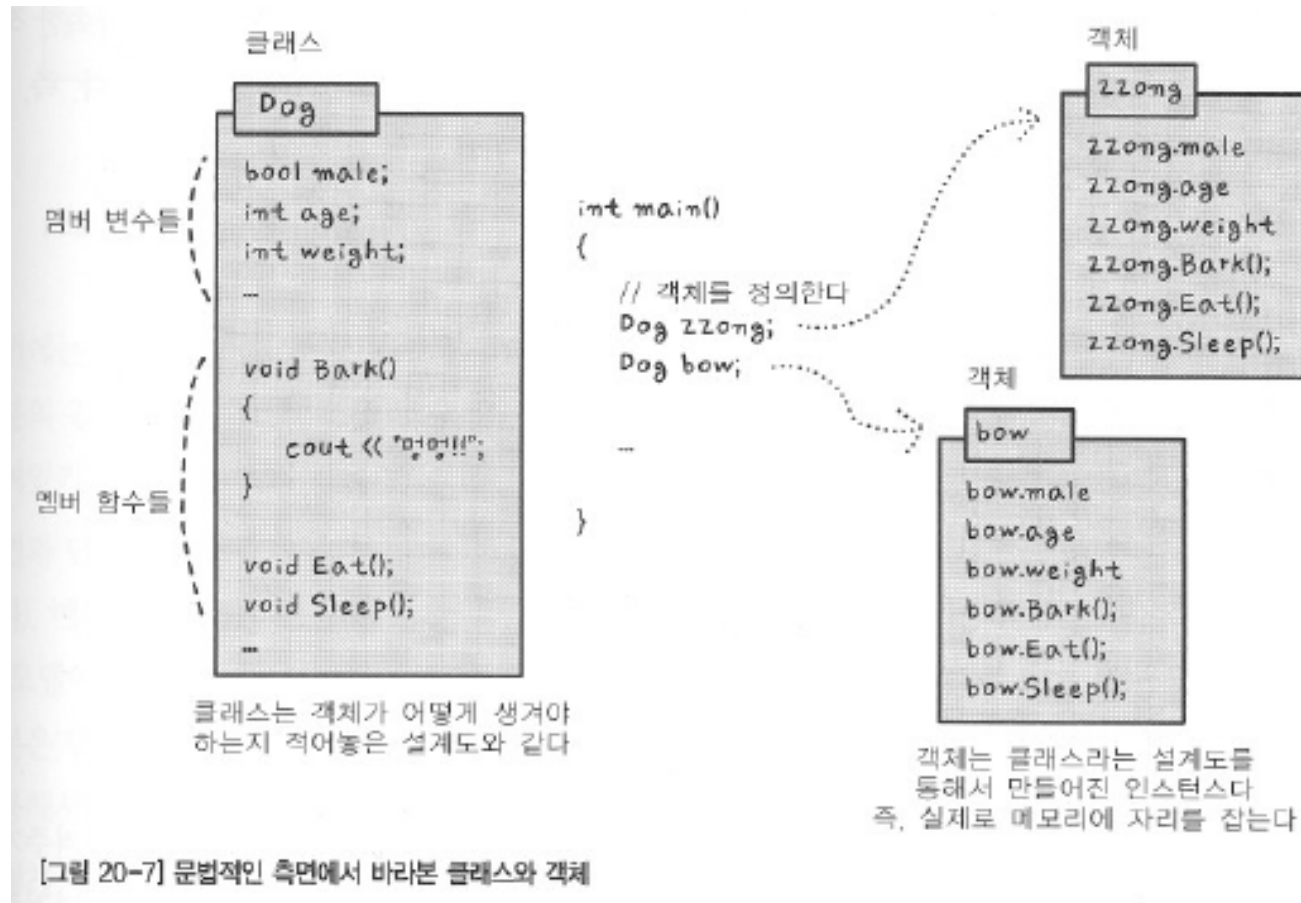 클래스
Dog
멤버 변수들
bool male;
int age;
int weight;
...
멤버 함수들
void Bark()
{
cout << "멍멍!!";
}
void Eat();
void Sleep();
...
클래스는 객체가 어떻게 생겨야
하는지 적어놓은 설계도와 같다
int main()
{
// 객체를 정의한다
Dog zzong;
Dog bow;
...
}
객체
zzong
zzong.male
zzong.age
zzong.weight
zzong.Bark();
zzong.Eat();
zzong.Sleep();
객체
bow
bow.male
bow.age
bow.weight
bow.Bark();
bow.Eat();
bow.Sleep();
객체는 클래스라는 설계도를
통해서 만들어진 인스턴스다
즉, 실제로 메모리에 자리를 잡는다
[그림 20-7] 문법적인 측면에서 바라본 클래스와 객체